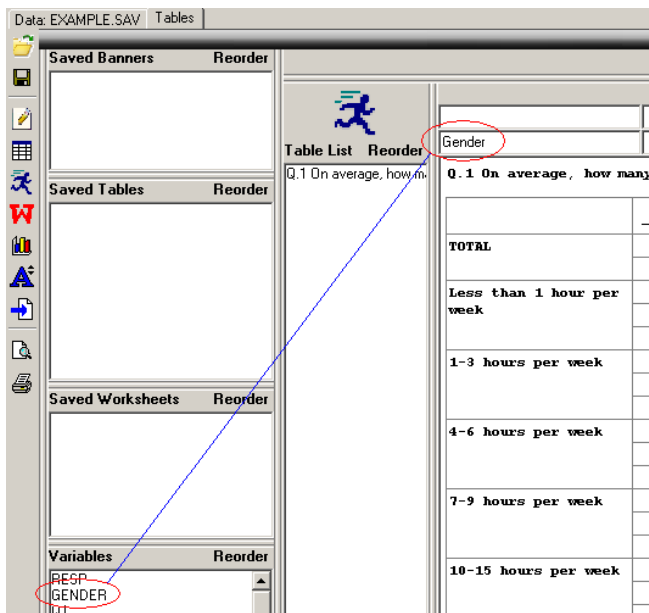 Data: EXAMPLE.SAV Tables
Saved Banners Reorder
Saved Tables Reorder
Saved Worksheets Reorder
Variables Reorder
RESP
GENDER
Table List Reorder
Q.1 On average, how m
Gender
Q.1 On average, how many
TOTAL
Less than 1 hour per
week
1-3 hours per week
4-6 hours per week
7-9 hours per week
10-15 hours per week